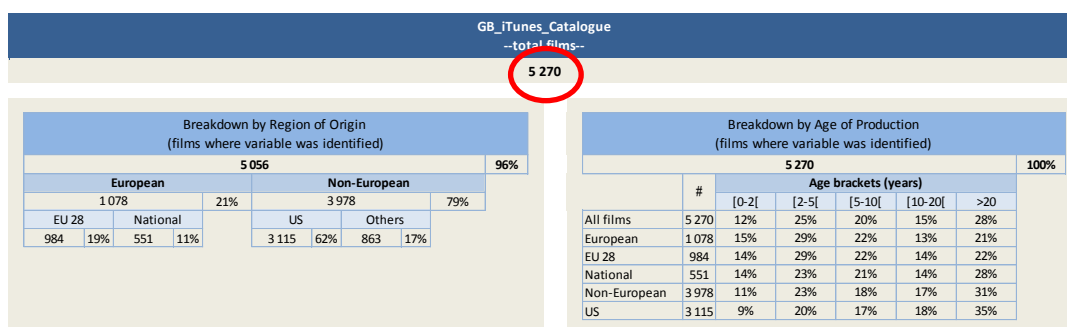 GB_iTunes_Catalogue
--total films--
5 270
Breakdown by Region of Origin
(films where variable was identified)
5 056 96%
European Non-European
1 078 21% 3 978 79%
EU 28 National US Others
984 19% 551 11% 3 115 62% 863 17%
Breakdown by Age of Production
(films where variable was identified)
5 270 100%
# Age brackets (years)
[0-2[ [2-5[ [5-10[ [10-20[ >20
All films 5 270 12% 25% 20% 15% 28%
European 1 078 15% 29% 22% 13% 21%
EU 28 984 14% 29% 22% 14% 22%
National 551 14% 23% 21% 14% 28%
Non-European 3 978 11% 23% 18% 17% 31%
US 3 115 9% 20% 17% 18% 35%